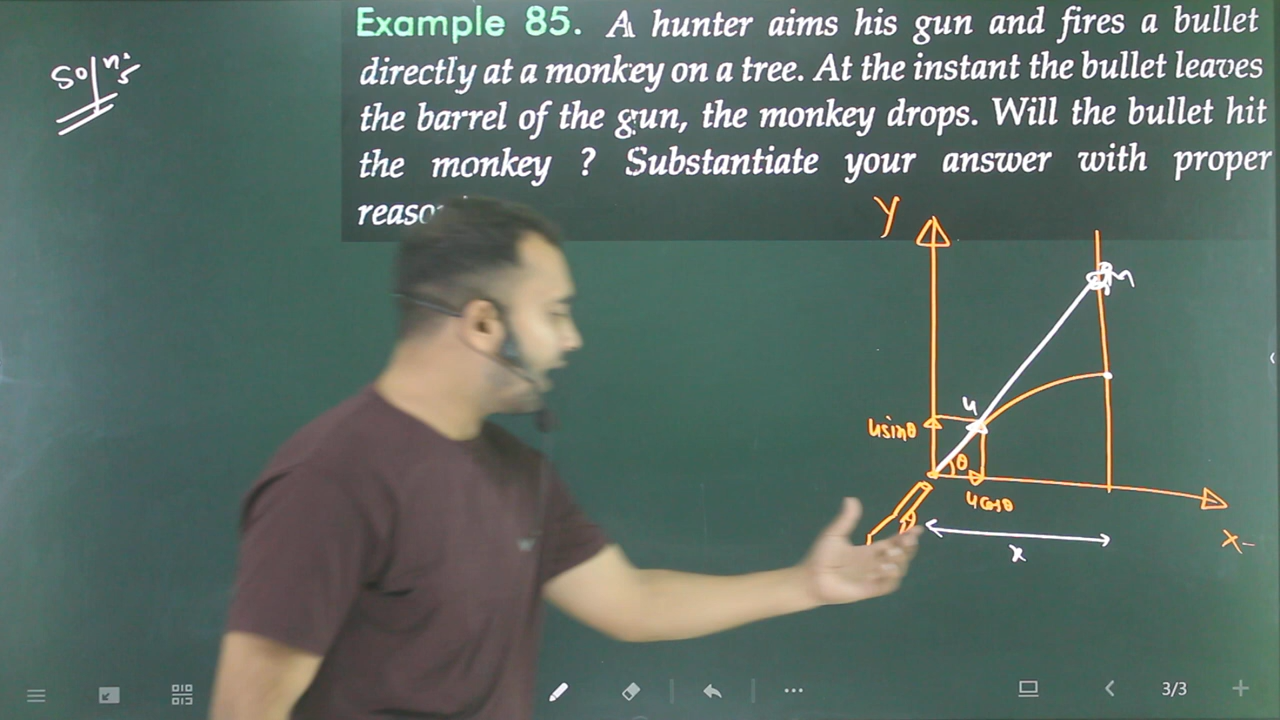 Example 85. A hunter aims his gun and fires a bullet
directly at a monkey on a tree. At the instant the bullet leaves
the barrel of the gun, the monkey drops. Will the bullet hit
the monkey ? Substantiate your answer with proper
Soln:
Y
M
u
usinθ
θ
ucosθ
x
X
3/3